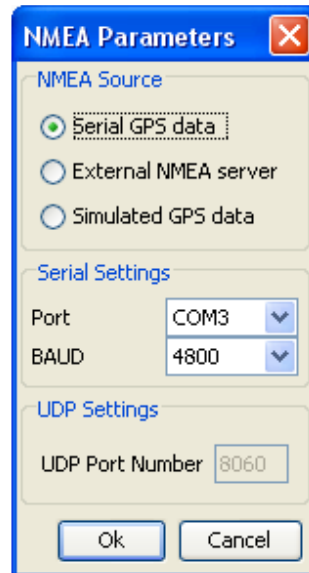 NMEA Parameters
NMEA Source
Serial GPS data
External NMEA server
Simulated GPS data
Serial Settings
Port COM3
BAUD 4800
UDP Settings
UDP Port Number 8060
Ok Cancel